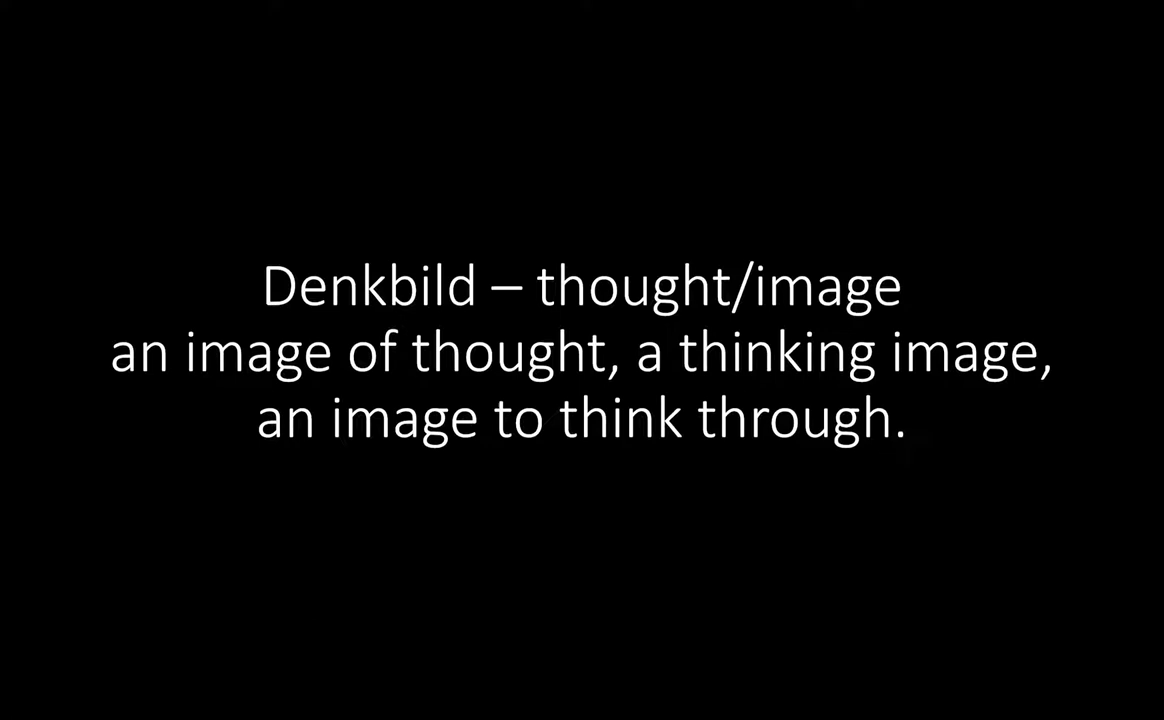 Denkbild – thought/image
an image of thought, a thinking image,
an image to think through.